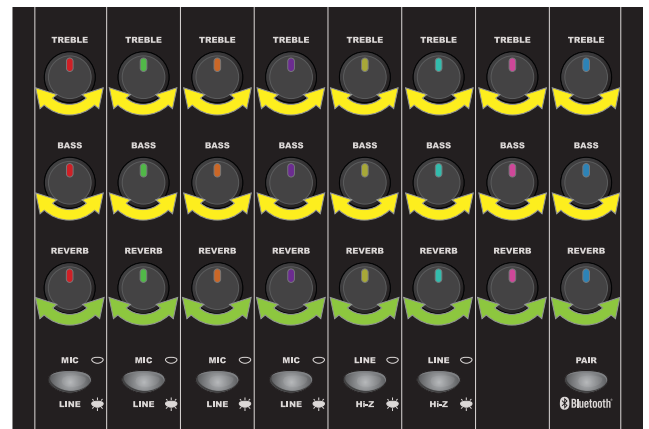 TREBLE TREBLE TREBLE TREBLE TREBLE TREBLE TREBLE TREBLE
BASS BASS BASS BASS BASS BASS BASS BASS
REVERB REVERB REVERB REVERB REVERB REVERB REVERB REVERB
MIC MIC MIC MIC LINE LINE PAIR
LINE LINE LINE LINE Hi-Z Hi-Z Bluetooth